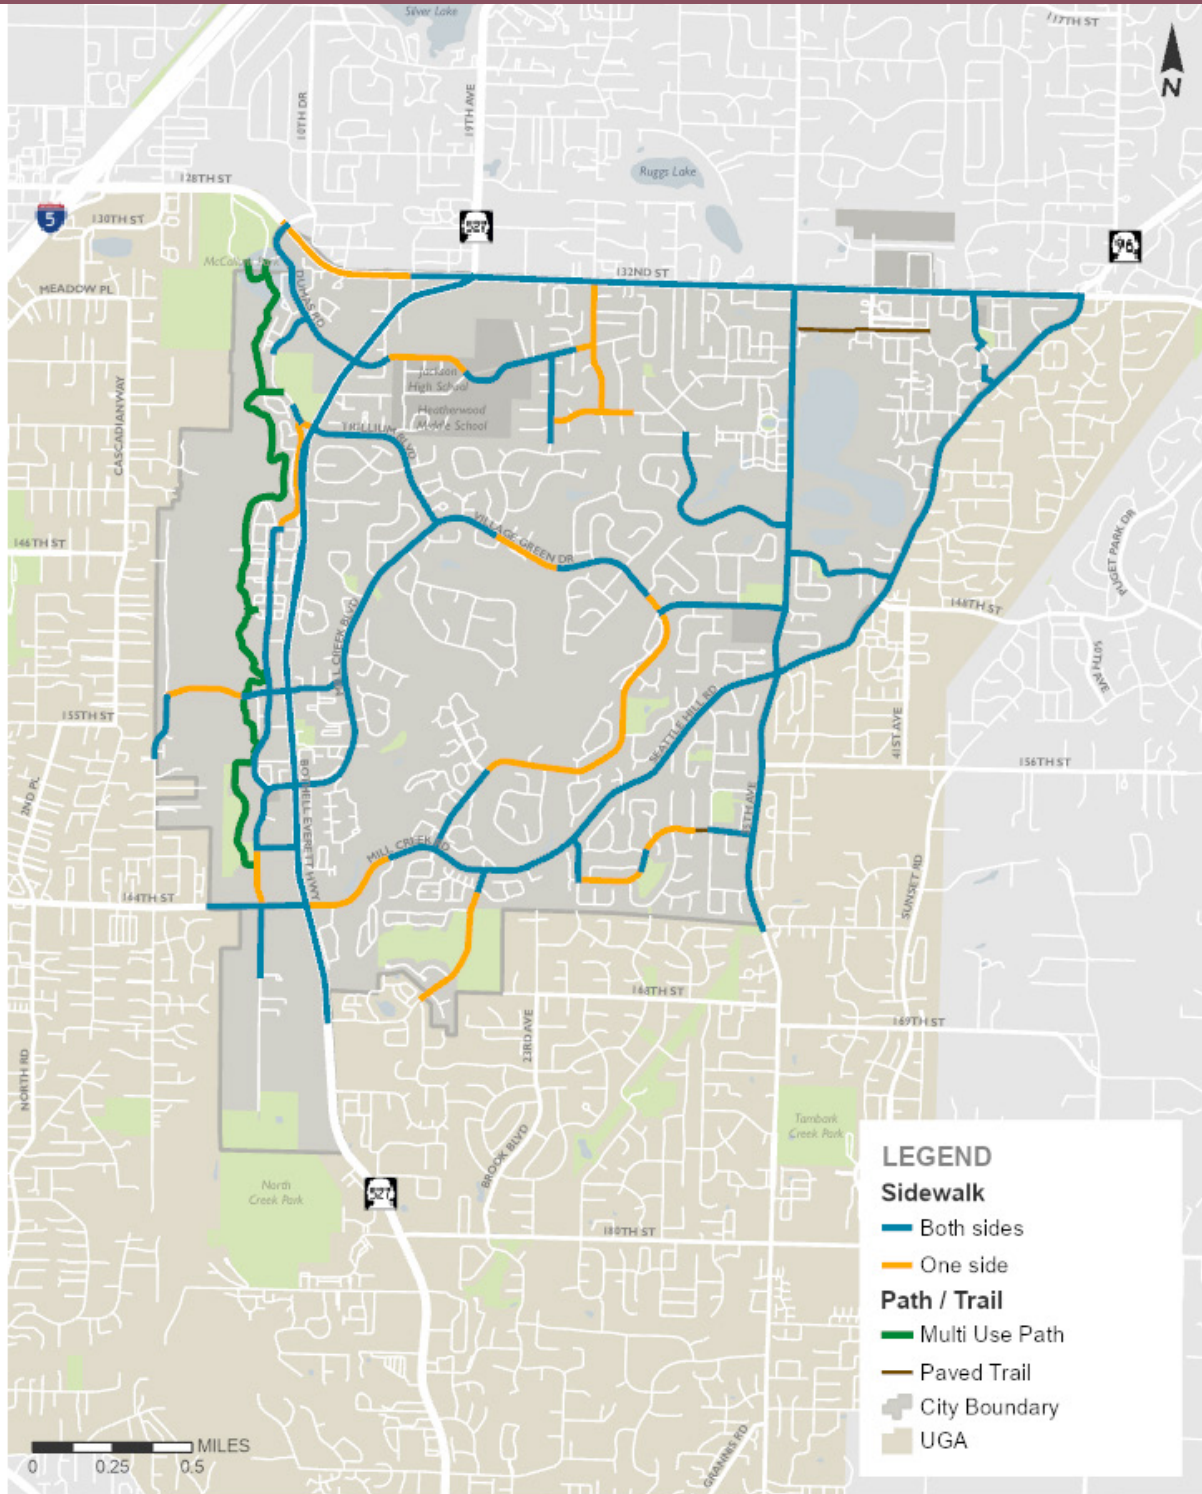 Silver Lake
117TH ST
10TH DR
19TH AVE
N
128TH ST
Ruggs Lake
5
130TH ST
527
96
132ND ST
MEADOW PL
DUMAS RD
CASCADIAN WAY
Jackson
High School
Heatherwood
Middle School
TRILLIUM BLVD
VILLAGE GREEN DR
146TH ST
PUGET PARK DR
148TH ST
MILL CREEK BLVD
50TH AVE
SEATTLE HILL RD
155TH ST
41ST AVE
156TH ST
2ND PL
BOTHELL EVERETT HWY
35TH AVE
MILL CREEK RD
SUNSET RD
164TH ST
168TH ST
169TH ST
23RD AVE
NORTH RD
Tambark
Creek Park
BROOK BLVD
North
Creek Park
527
180TH ST
GRANNIS RD
LEGEND
Sidewalk
Both sides
One side
Path / Trail
Multi Use Path
Paved Trail
City Boundary
UGA
MILES
0 0.25 0.5